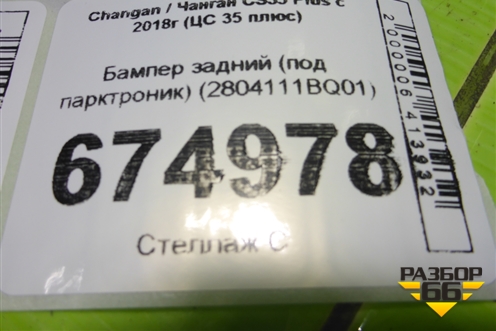 Changan / Чанган CS35 Plus с
2018г (ЦС 35 плюс)
Бампер задний (под
парктроник) (2804111BQ01)
674978
Стеллаж С
2000006413932
РАЗБОР
66